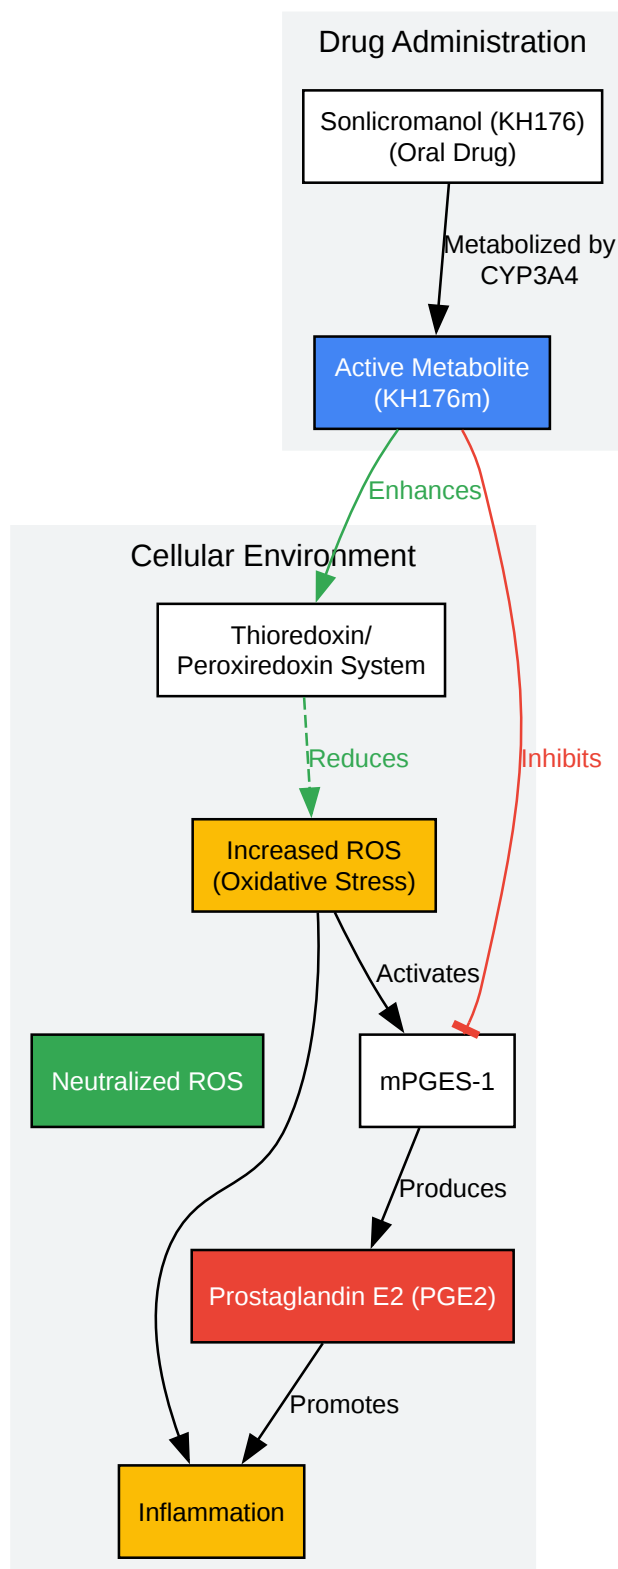 Drug Administration
Sonlicromanol (KH176)
(Oral Drug)
Metabolized by
CYP3A4
Active Metabolite
(KH176m)
Enhances
Cellular Environment
Thioredoxin/
Peroxiredoxin System
Reduces
Inhibits
Increased ROS
(Oxidative Stress)
Activates
Neutralized ROS
mPGES-1
Produces
Prostaglandin E2 (PGE2)
Promotes
Inflammation